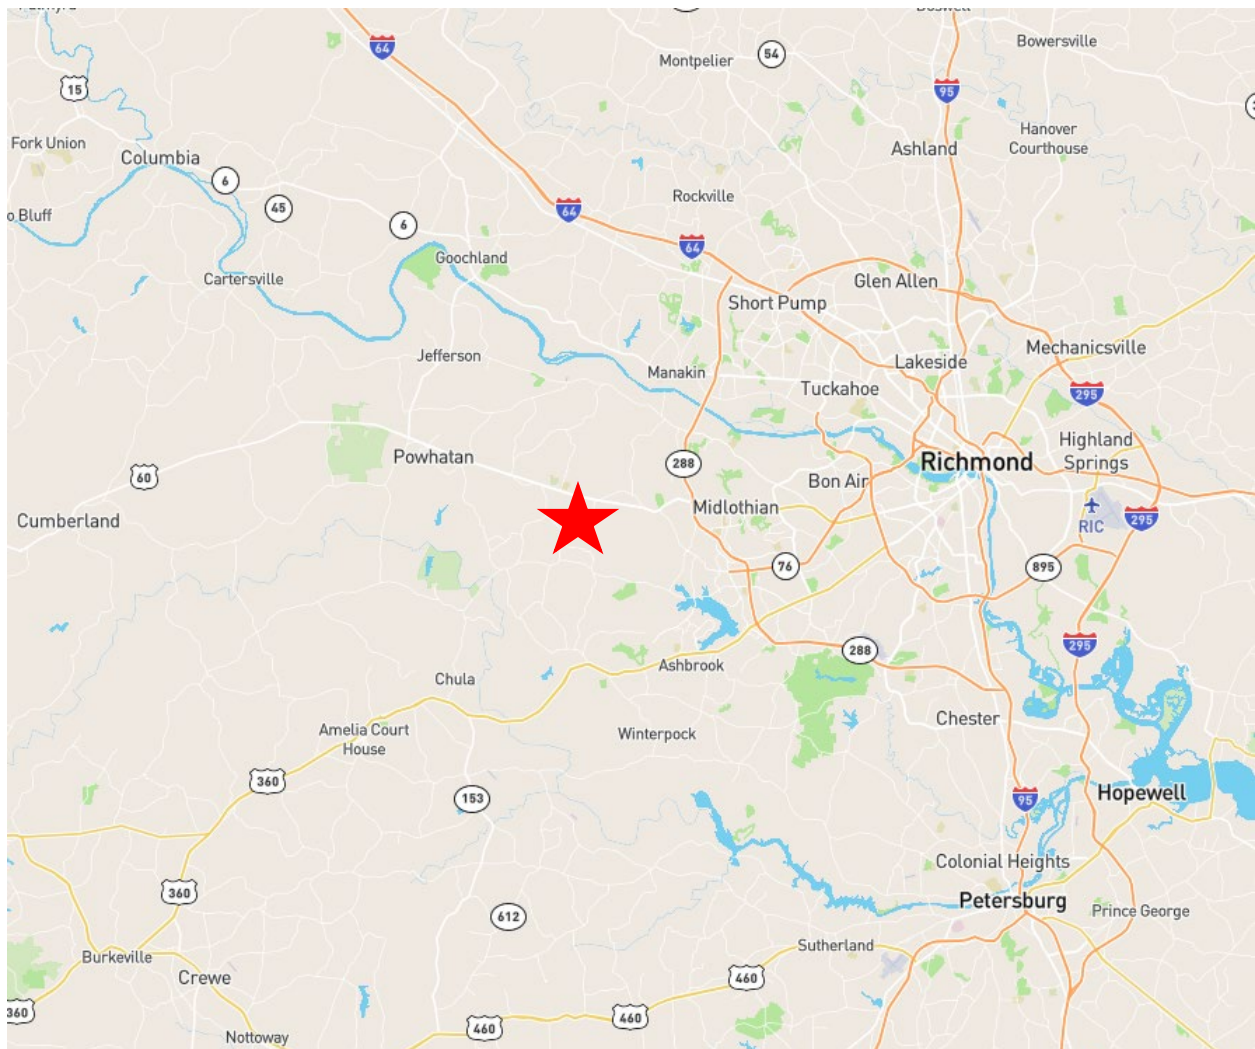 Palmyra
Boswell
Bowersville
64
54
Montpelier
15
95
Fork Union
Columbia
Ashland
Hanover
Courthouse
6
45
64
Rockville
o Bluff
6
64
Goochland
Cartersville
Glen Allen
Short Pump
Jefferson
Manakin
Lakeside
Mechanicsville
Tuckahoe
295
Powhatan
288
Richmond
Highland
Springs
60
Bon Air
Cumberland
Midlothian
RIC
295
76
895
288
295
Ashbrook
Chula
Chester
Amelia Court
House
Winterpock
360
153
95
Hopewell
Colonial Heights
360
Petersburg
612
Prince George
Sutherland
Burkeville
Crewe
460
360
460
460
Nottoway